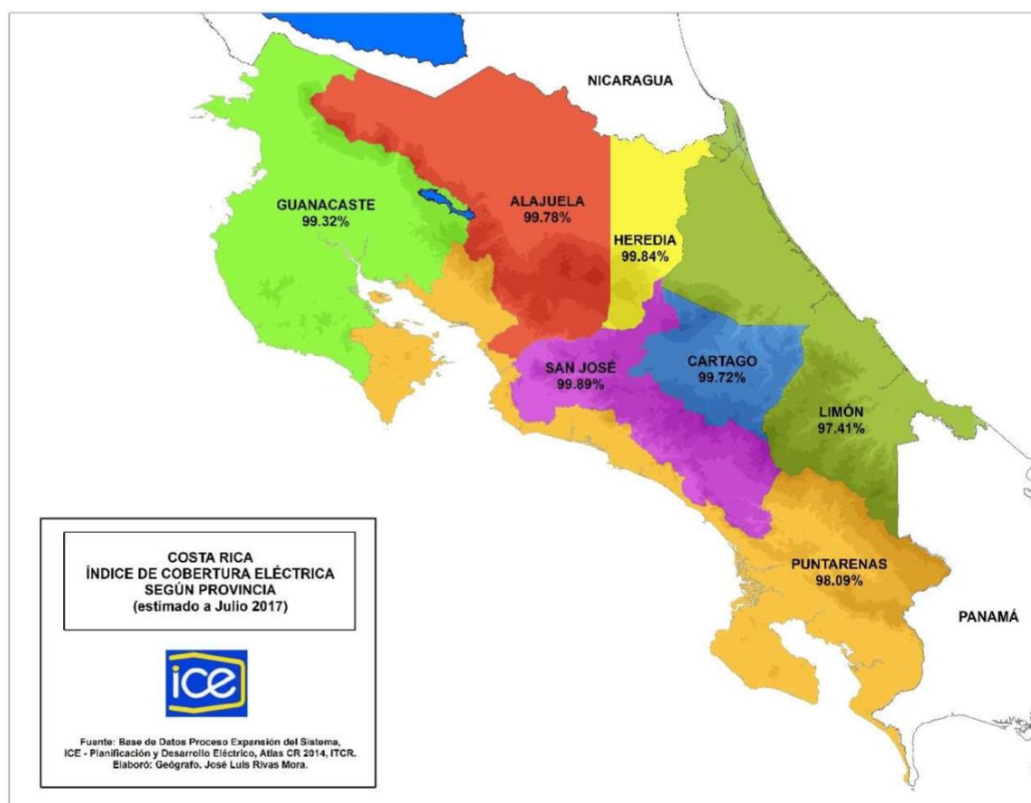 NICARAGUA
GUANACASTE
99.32%
ALAJUELA
99.78%
HEREDIA
99.84%
SAN JOSÉ
99.89%
CARTAGO
99.72%
LIMÓN
97.41%
PUNTARENAS
98.09%
PANAMÁ
COSTA RICA
ÍNDICE DE COBERTURA ELÉCTRICA
SEGÚN PROVINCIA
(estimado a Julio 2017)
ice
Fuente: Base de Datos Proceso Expansión del Sistema,
ICE - Planificación y Desarrollo Eléctrico, Atlas CR 2014, ITCR.
Elaboró: Geógrafo. José Luis Rivas Mora.